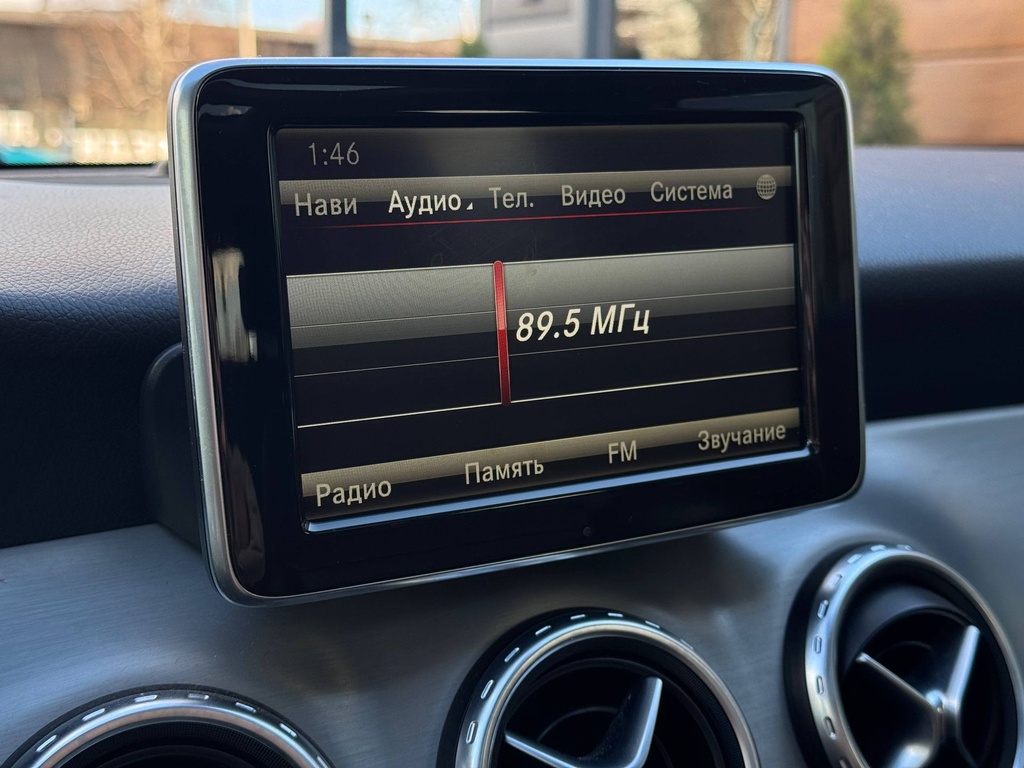 1:46
Нави Аудио Тел. Видео Система
89.5 МГц
Радио Память FM Звучание